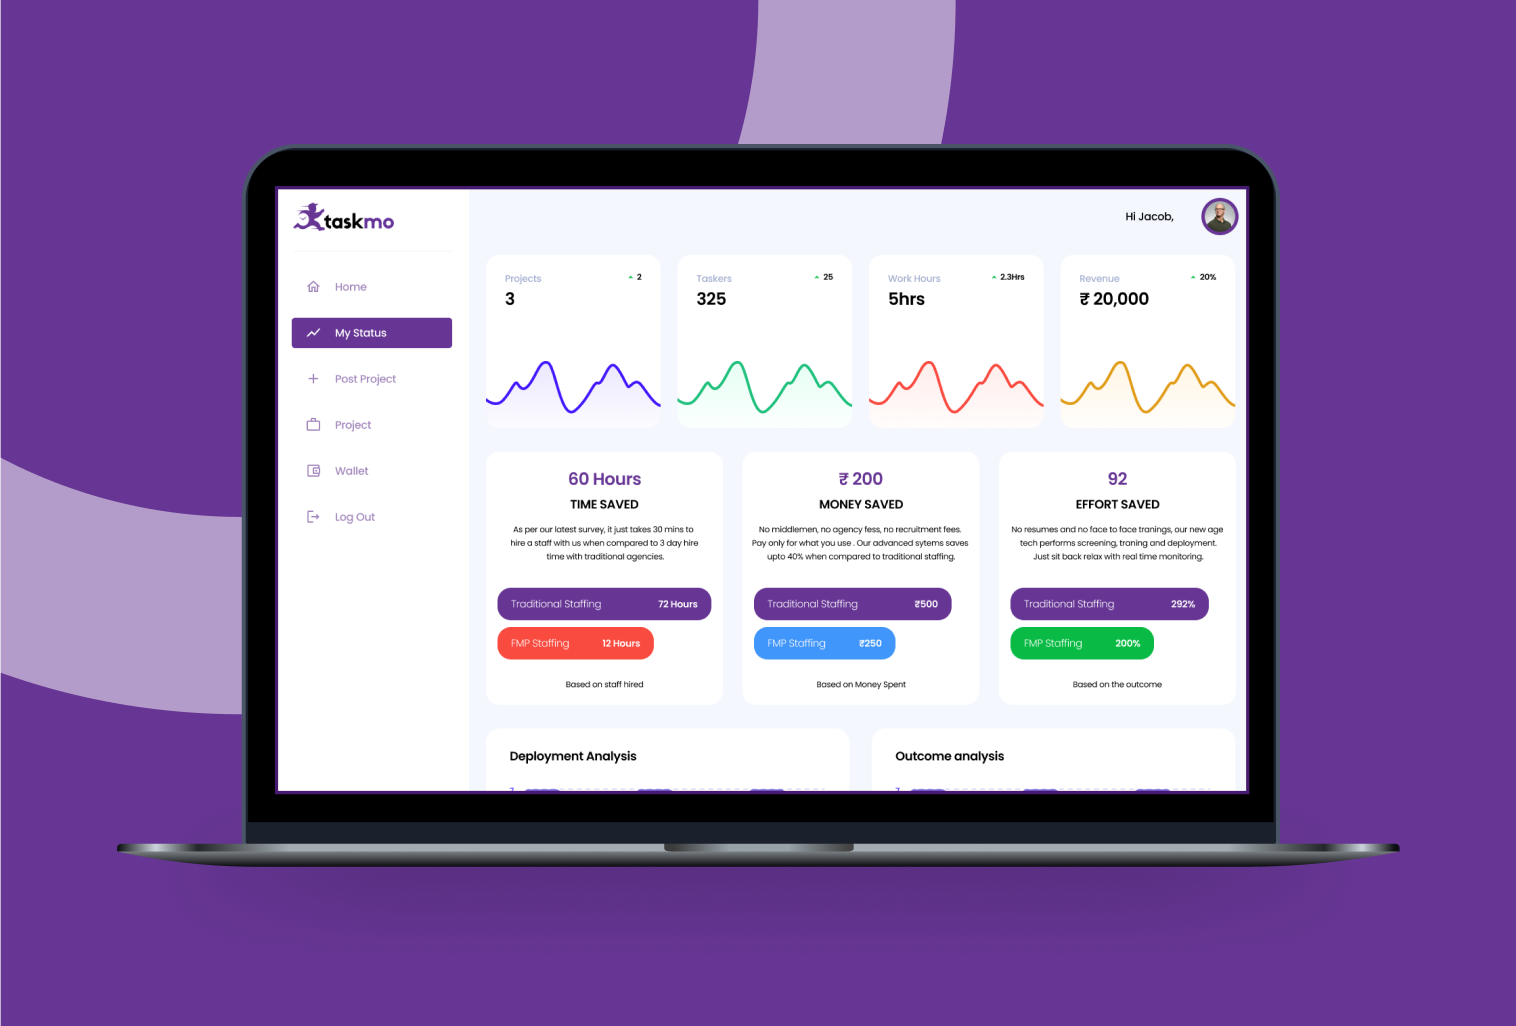 taskmo
Hi Jacob,
Home
My Status
Post Project
Project
Wallet
Log Out
Projects
2
3
Taskers
25
325
Work Hours
2.3Hrs
5hrs
Revenue
20%
₹ 20,000
60 Hours
TIME SAVED
As per our latest survey, it just takes 30 mins to
hire a staff with us when compared to 3 day hire
time with traditional agencies.
Traditional Staffing 72 Hours
FMP Staffing 12 Hours
Based on staff hired
₹ 200
MONEY SAVED
No middlemen, no agency fess, no recruitment fees.
Pay only for what you use . Our advanced sytems saves
upto 40% when compared to traditional staffing.
Traditional Staffing ₹500
FMP Staffing ₹250
Based on Money Spent
92
EFFORT SAVED
No resumes and no face to face tranings, our new age
tech performs screening, traning and deployment.
Just sit back relax with real time monitoring.
Traditional Staffing 292%
FMP Staffing 200%
Based on the outcome
Deployment Analysis
Outcome analysis